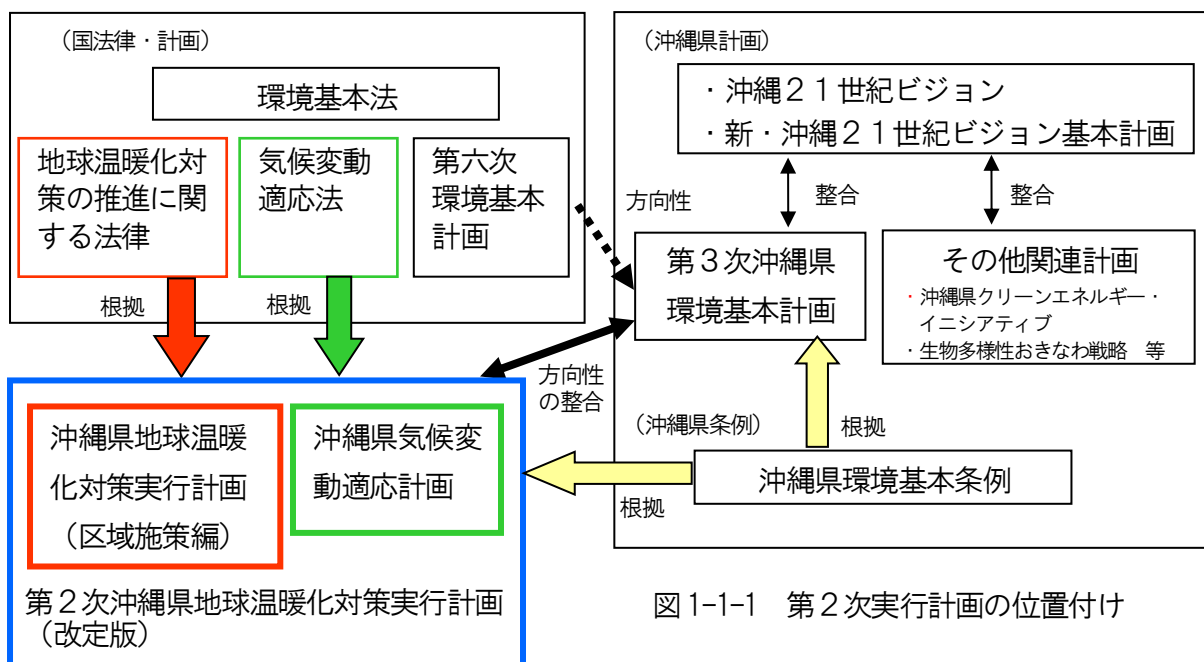 （国法律・計画）
環境基本法
地球温暖化対
策の推進に関
する法律
気候変動
適応法
第六次
環境基本
計画
根拠
根拠
（沖縄県計画）
・沖縄２１世紀ビジョン
・新・沖縄21世紀ビジョン基本計画
方向性
整合
整合
第３次沖縄県
環境基本計画
その他関連計画
・沖縄県クリーンエネルギー・
イニシアティブ
・生物多様性おきなわ戦略　等
方向性
の整合
（沖縄県条例）
根拠
沖縄県環境基本条例
根拠
沖縄県地球温暖
化対策実行計画
（区域施策編）
沖縄県気候変
動適応計画
第２次沖縄県地球温暖化対策実行計画
（改定版）
図1-1-1　第２次実行計画の位置付け